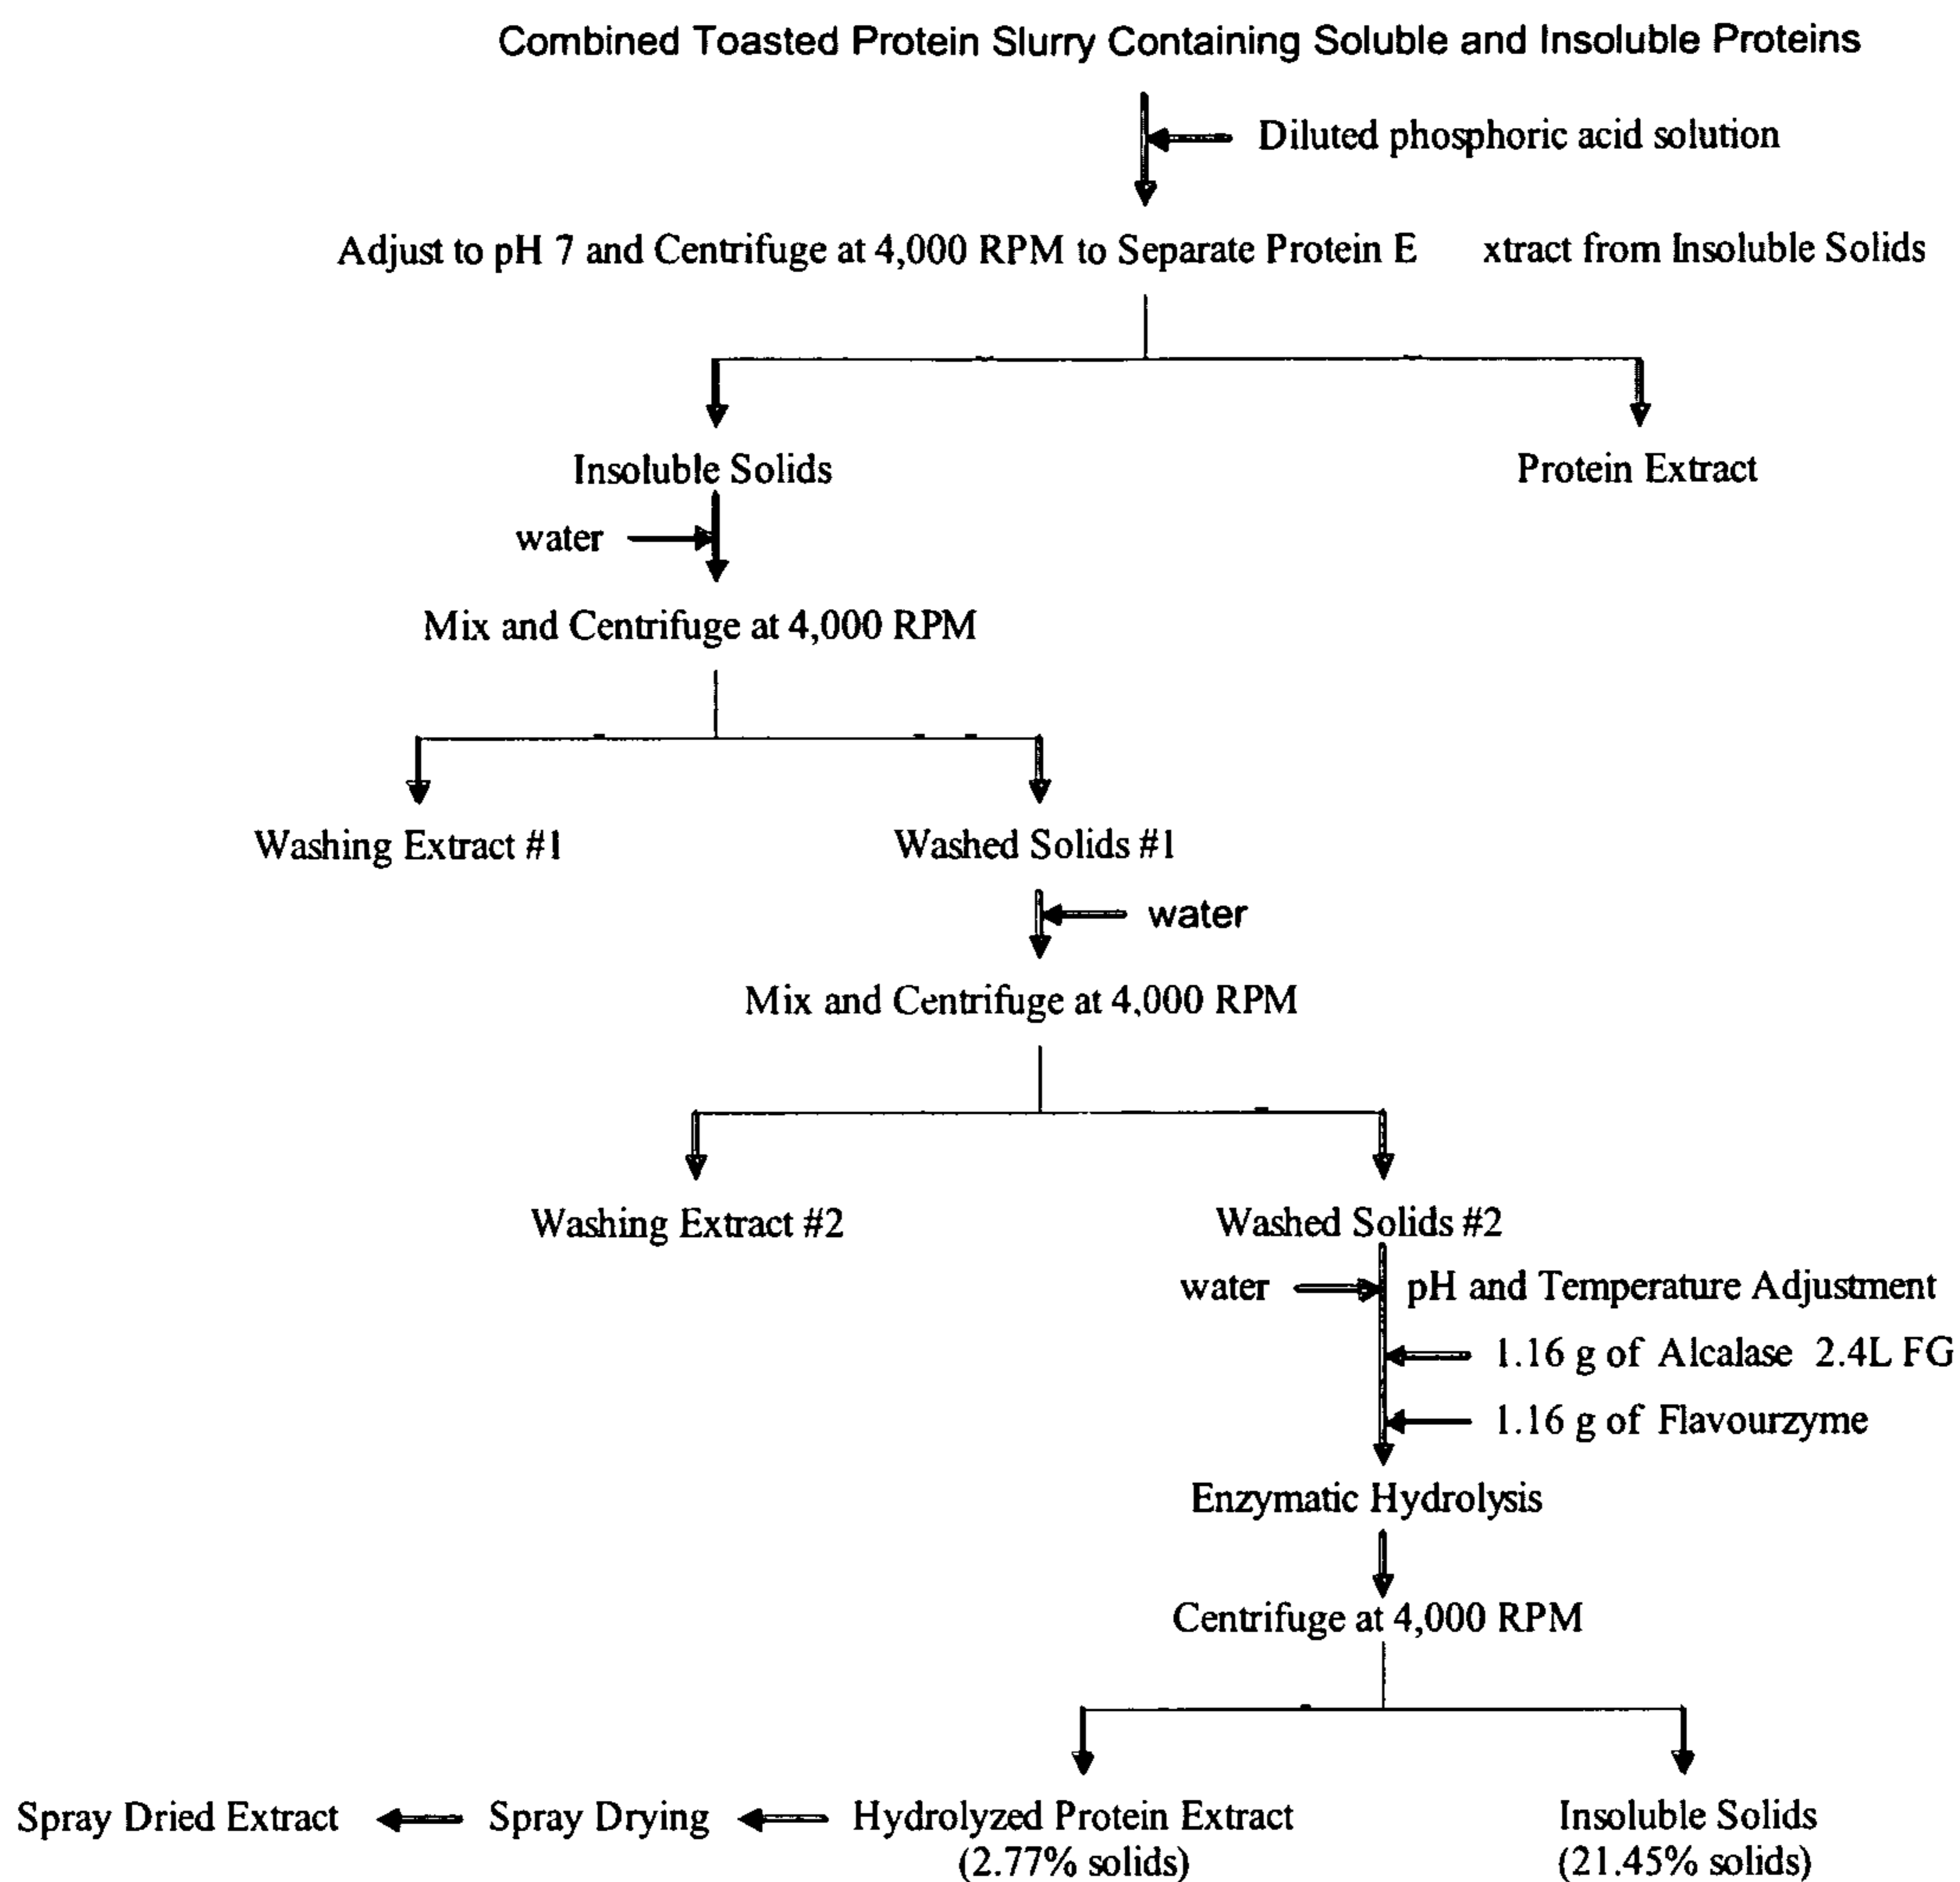 Combined Toasted Protein Slurry Containing Soluble and Insoluble Proteins
Diluted phosphoric acid solution
Adjust to pH 7 and Centrifuge at 4,000 RPM to Separate Protein E xtract from Insoluble Solids
Insoluble Solids
Protein Extract
water
Mix and Centrifuge at 4,000 RPM
Washing Extract #1
Washed Solids #1
water
Mix and Centrifuge at 4,000 RPM
Washing Extract #2
Washed Solids #2
water
pH and Temperature Adjustment
1.16 g of Alcalase 2.4L FG
1.16 g of Flavourzyme
Enzymatic Hydrolysis
Centrifuge at 4,000 RPM
Spray Dried Extract
Spray Drying
Hydrolyzed Protein Extract
(2.77% solids)
Insoluble Solids
(21.45% solids)